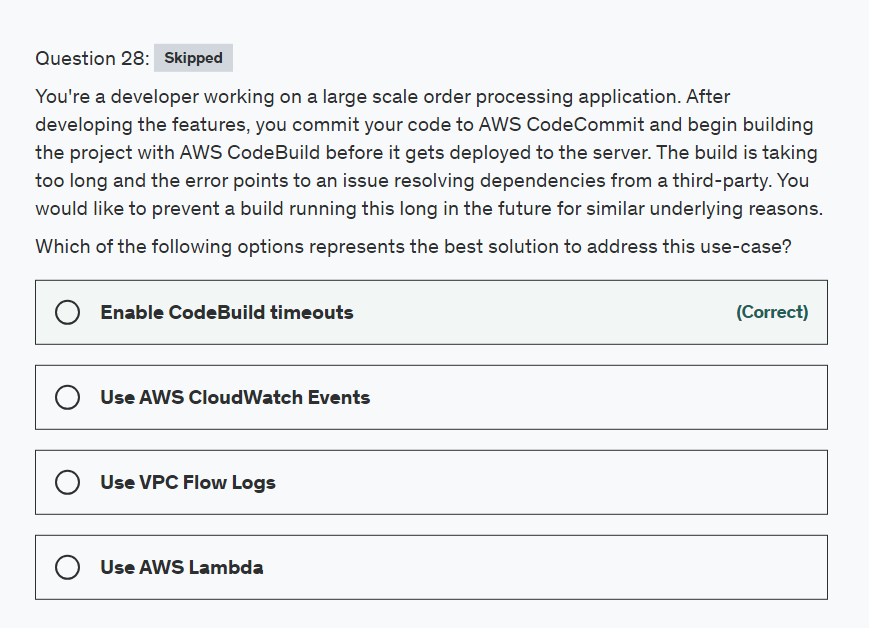 Question 28: Skipped
You're a developer working on a large scale order processing application. After
developing the features, you commit your code to AWS CodeCommit and begin building
the project with AWS CodeBuild before it gets deployed to the server. The build is taking
too long and the error points to an issue resolving dependencies from a third-party. You
would like to prevent a build running this long in the future for similar underlying reasons.
Which of the following options represents the best solution to address this use-case?
Enable CodeBuild timeouts (Correct)
Use AWS CloudWatch Events
Use VPC Flow Logs
Use AWS Lambda